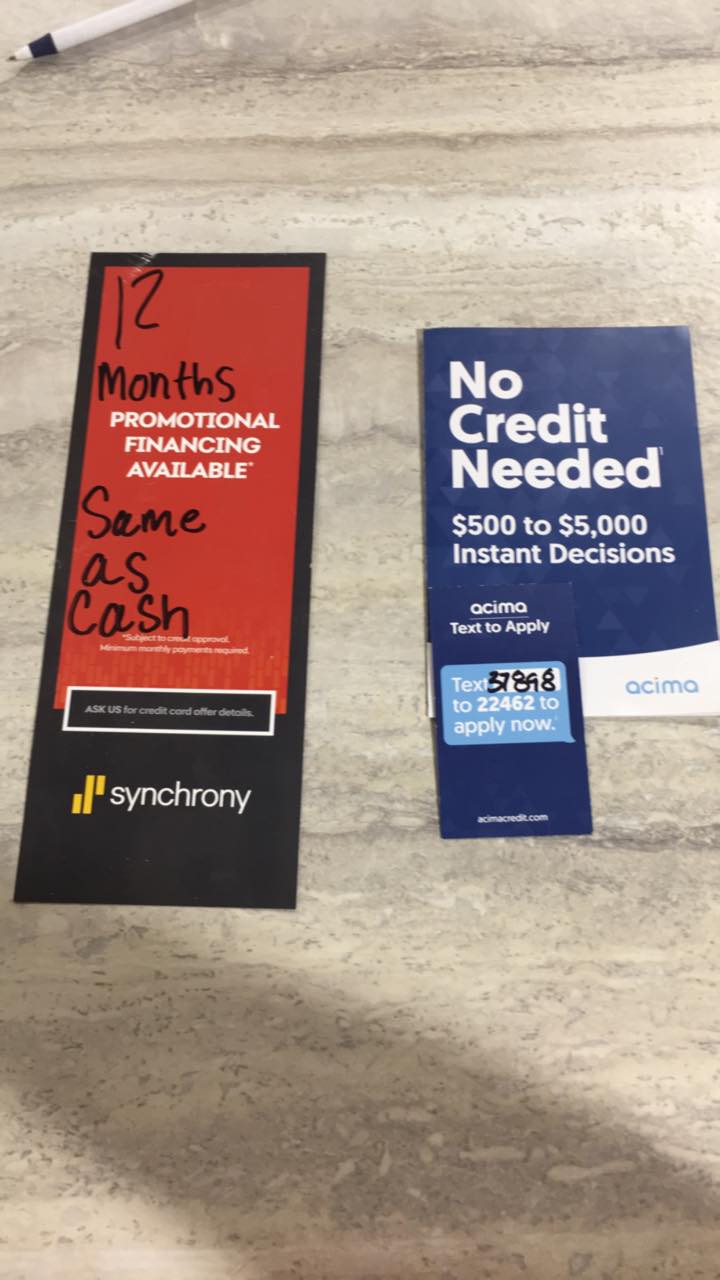 12
Months
PROMOTIONAL
FINANCING
AVAILABLE*
Same
as
Cash
*Subject to credit approval.
Minimum monthly payments required.
ASK US for credit card offer details.
synchrony
No
Credit
Needed¹
$500 to $5,000
Instant Decisions
acima
acima
Text to Apply
Text 37898
to 22462 to
apply now.
acimacredit.com